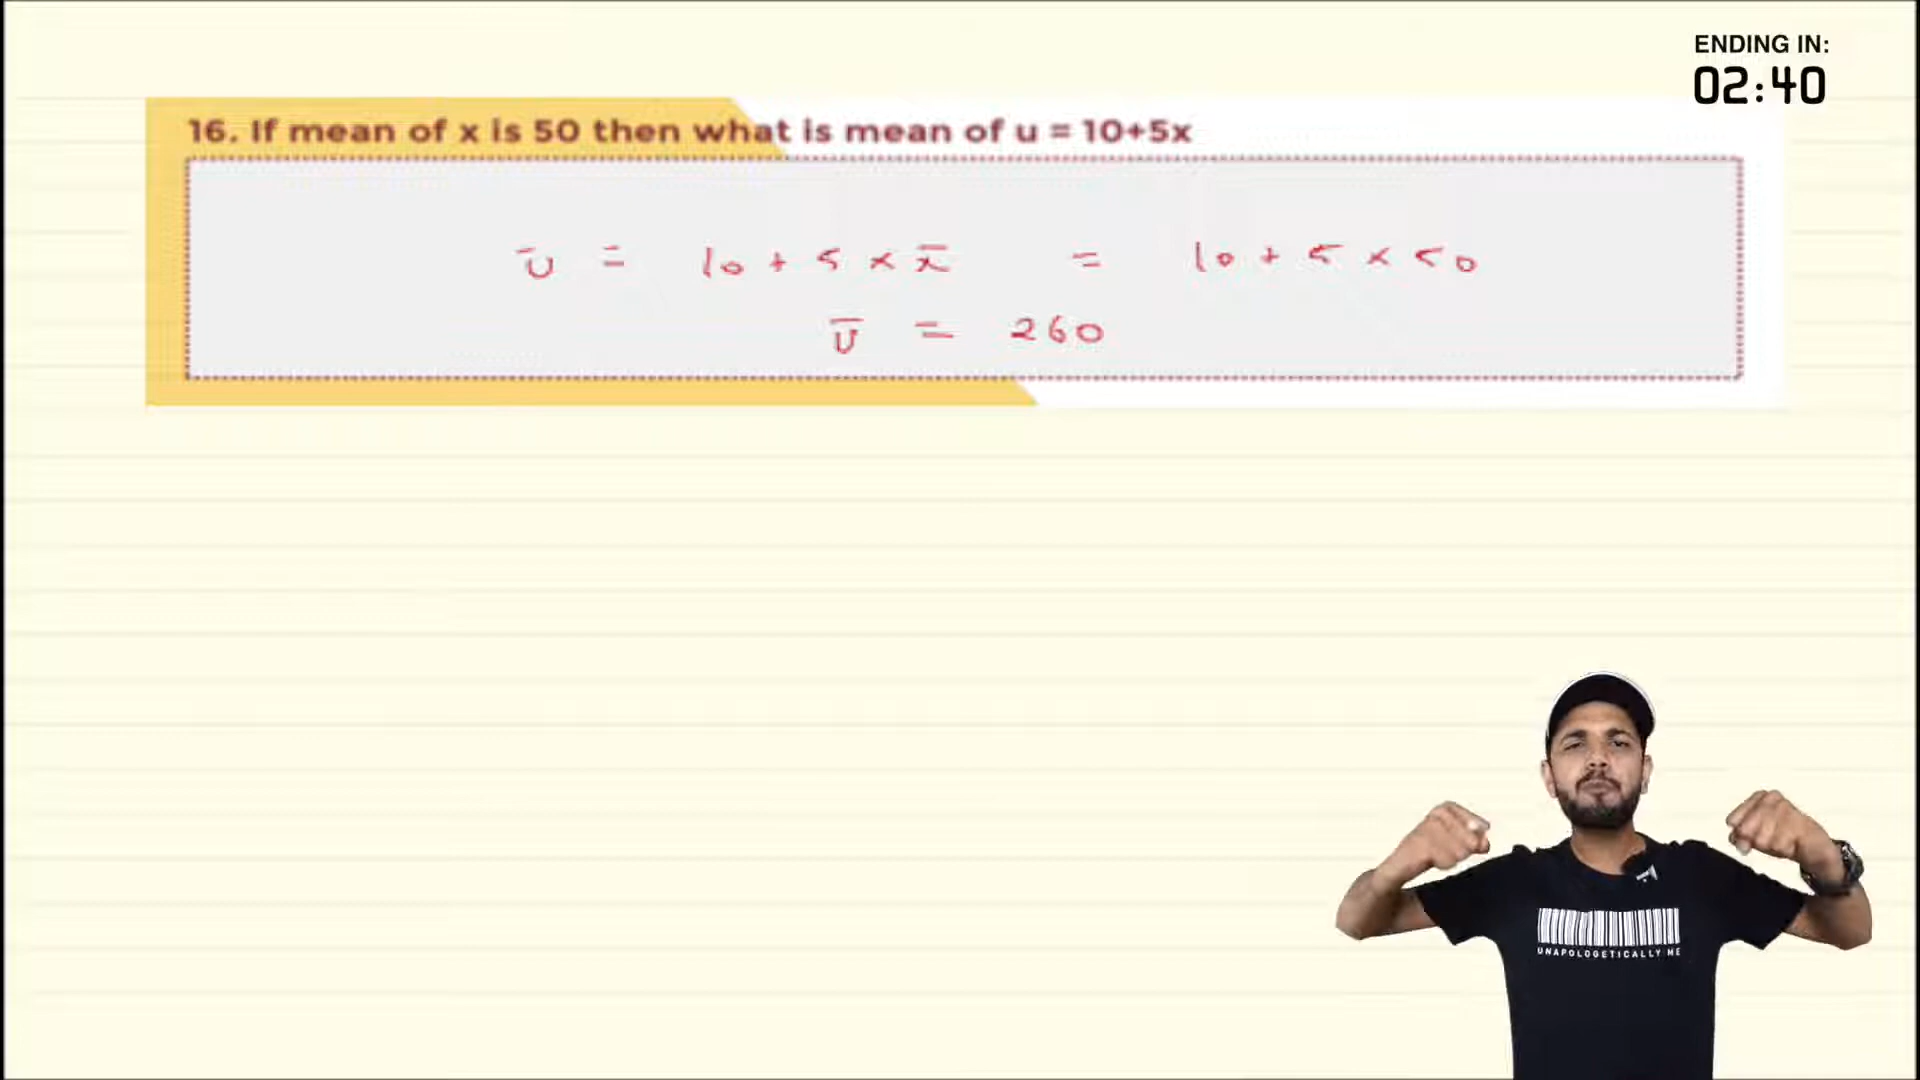 ENDING IN:
02:40
16. If mean of x is 50 then what is mean of u = 10+5x
ū = 10 + 5 × x̄ = 10 + 5 × 50
ū = 260
UNAPOLOGETICALLY ME